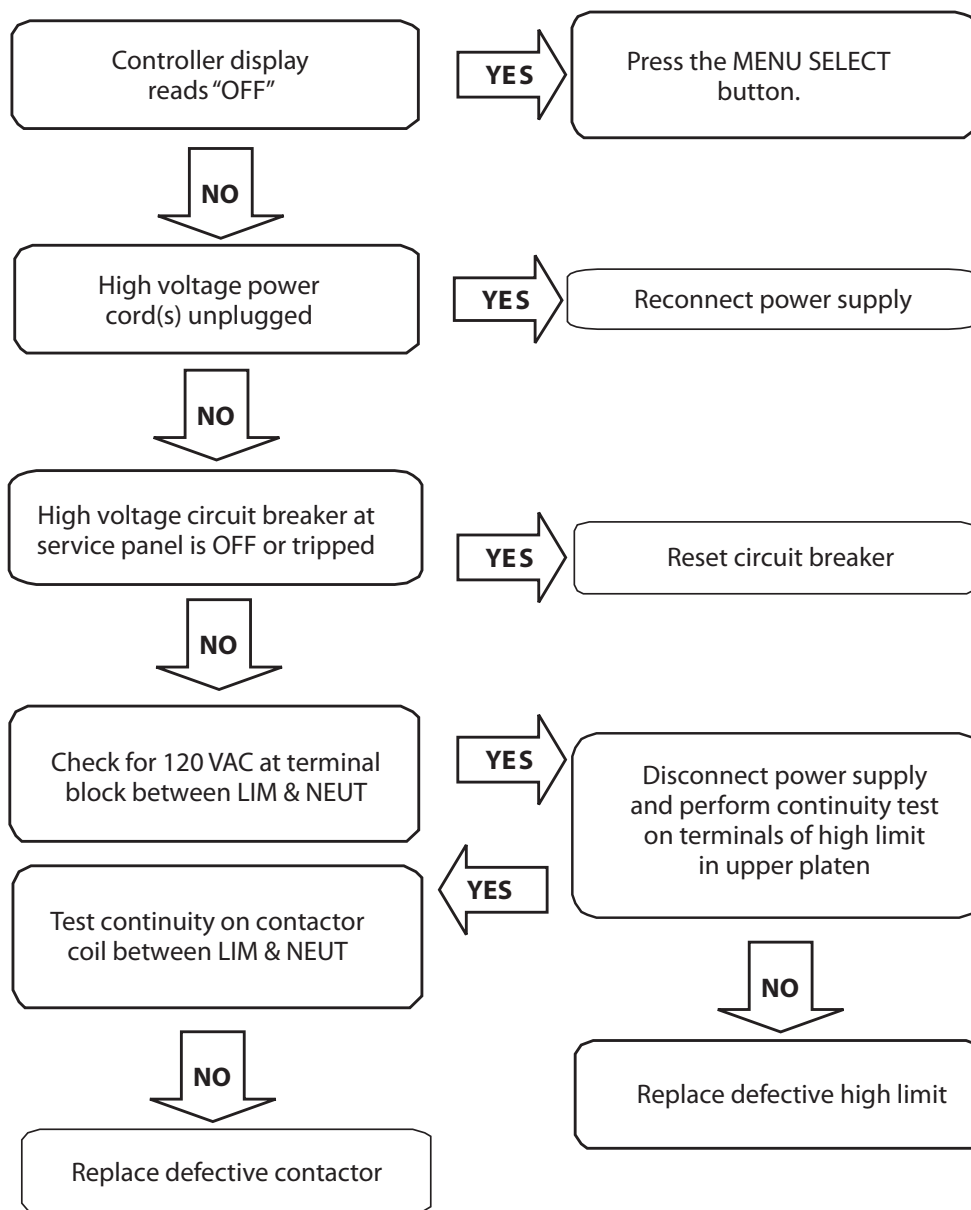 Controller display
reads “OFF”
YES
Press the MENU SELECT
button.
NO
High voltage power
cord(s) unplugged
YES
Reconnect power supply
NO
High voltage circuit breaker at
service panel is OFF or tripped
YES
Reset circuit breaker
NO
Check for 120 VAC at terminal
block between LIM & NEUT
YES
Disconnect power supply
and perform continuity test
on terminals of high limit
in upper platen
YES
Test continuity on contactor
coil between LIM & NEUT
NO
Replace defective high limit
NO
Replace defective contactor